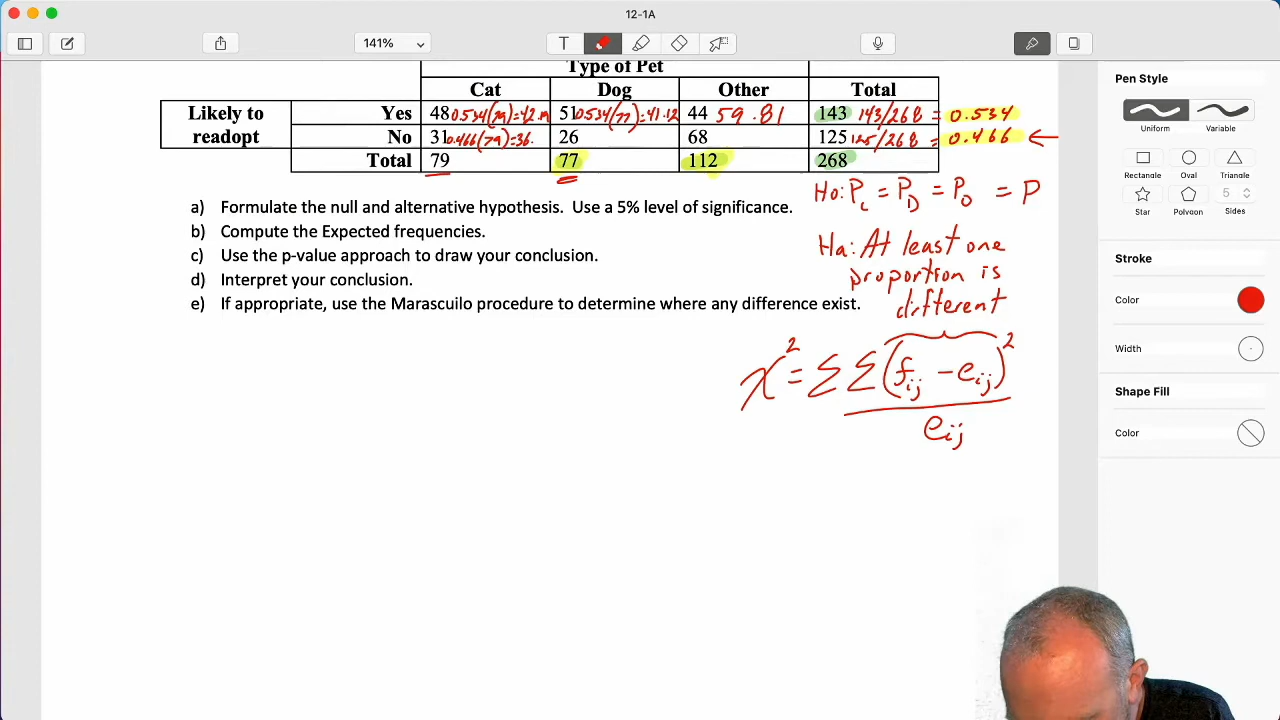 12-1A
141%
T
Type of Pet
Cat Dog Other Total
Likely to readopt
Yes 48 0.534(79)=42. 51 0.534(77)=41.12 44 59.81 143 143/268 = 0.534
No 31 0.466(79)=36. 26 68 125 125/268 = 0.466 ←
Total 79 77 112 268
Ho: Pc = PD = PO = P
a) Formulate the null and alternative hypothesis. Use a 5% level of significance.
b) Compute the Expected frequencies.
c) Use the p-value approach to draw your conclusion.
d) Interpret your conclusion.
e) If appropriate, use the Marascuilo procedure to determine where any difference exist.
Ha: At least one
proportion is
different
χ² = ΣΣ(fij - eij)²
eij
Pen Style
Uniform Variable
Rectangle Oval Triangle
5
Star Polygon Sides
Stroke
Color
Width
Shape Fill
Color